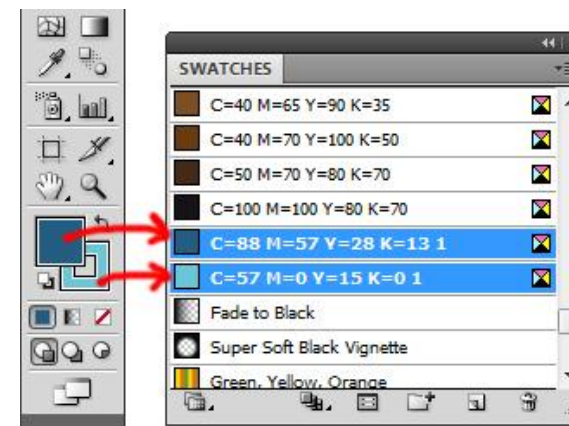 SWATCHES
C=40 M=65 Y=90 K=35
C=40 M=70 Y=100 K=50
C=50 M=70 Y=80 K=70
C=100 M=100 Y=80 K=70
C=88 M=57 Y=28 K=13 1
C=57 M=0 Y=15 K=0 1
Fade to Black
Super Soft Black Vignette
Green, Yellow, Orange